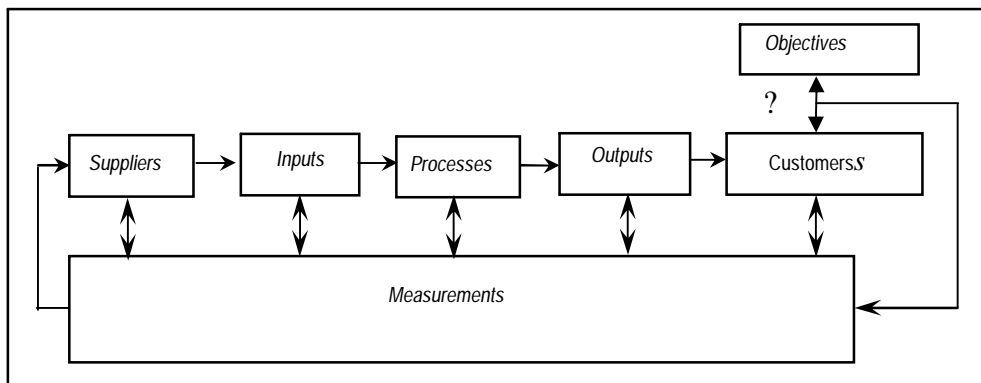 Objectives
?
Suppliers
Inputs
Processes
Outputs
Customerss
Measurements